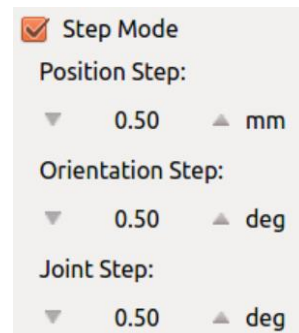 Step Mode
Position Step:
0.50 mm
Orientation Step:
0.50 deg
Joint Step:
0.50 deg